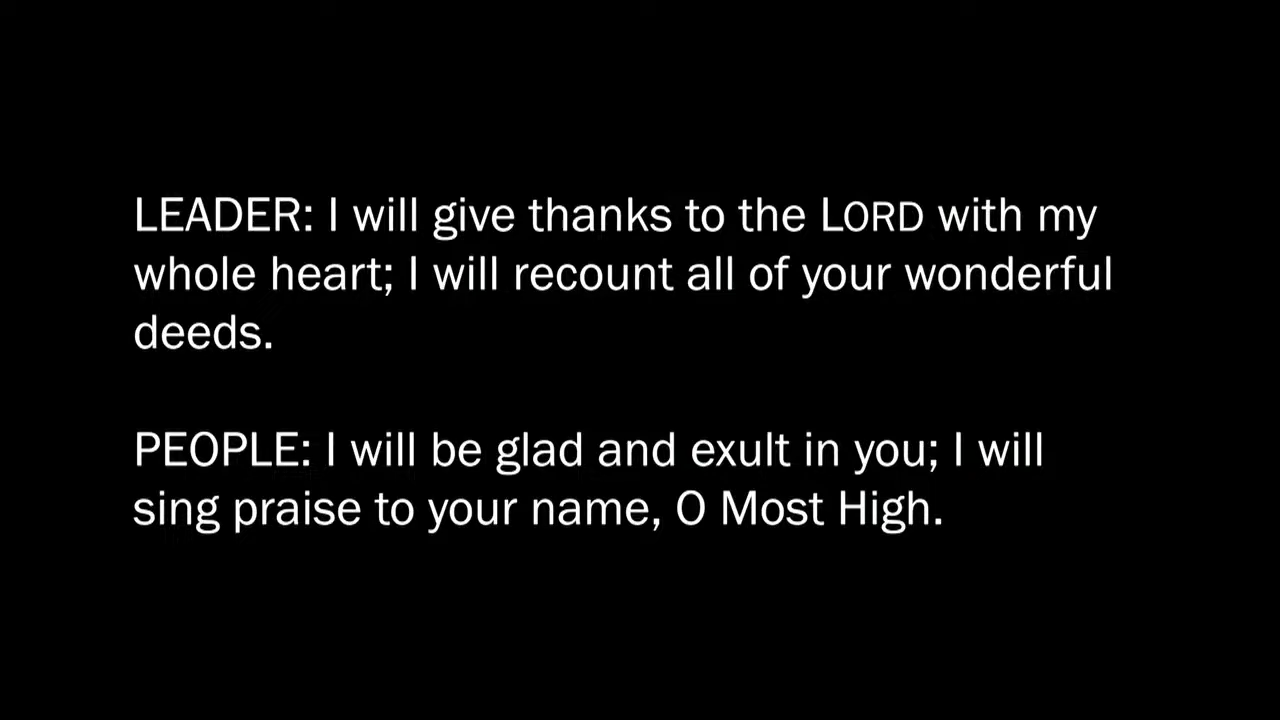 LEADER: I will give thanks to the LORD with my
whole heart; I will recount all of your wonderful
deeds.
PEOPLE: I will be glad and exult in you; I will
sing praise to your name, O Most High.